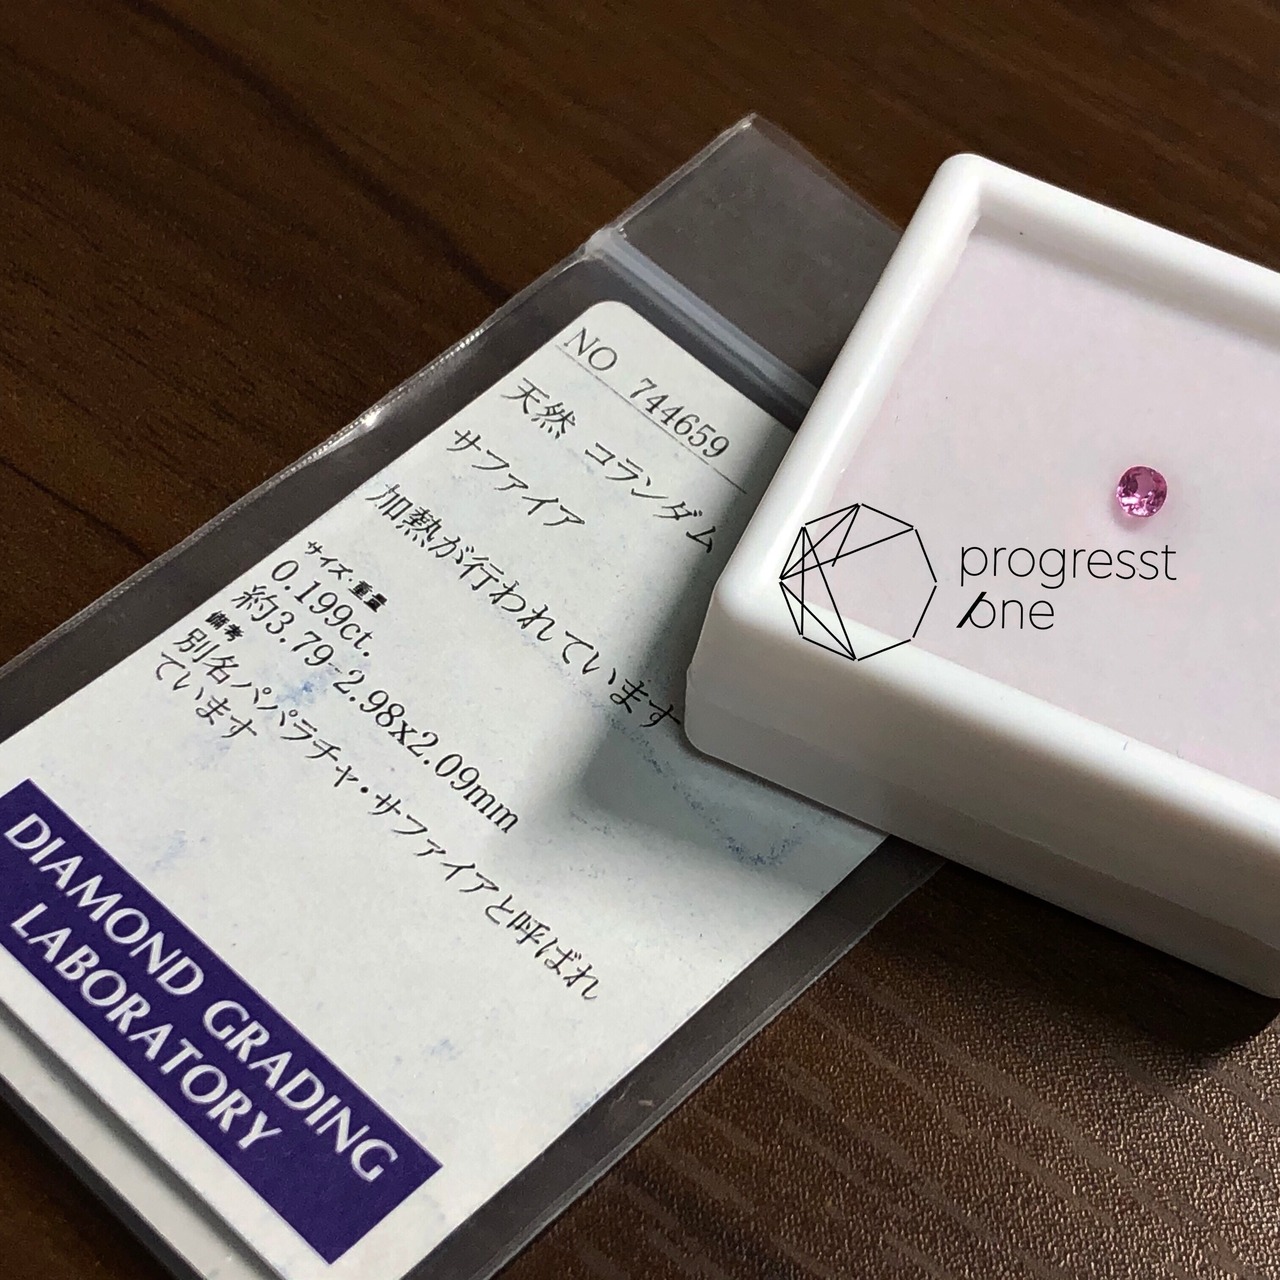 NO 744659
天然 コランダム
サファイア
加熱が行われています
サイズ・重量
0.199ct.
約3.79-2.98x2.09mm
備考
別名パパラチャ・サファイアと呼ばれ
ています
DIAMOND GRADING
LABORATORY
progresst
one